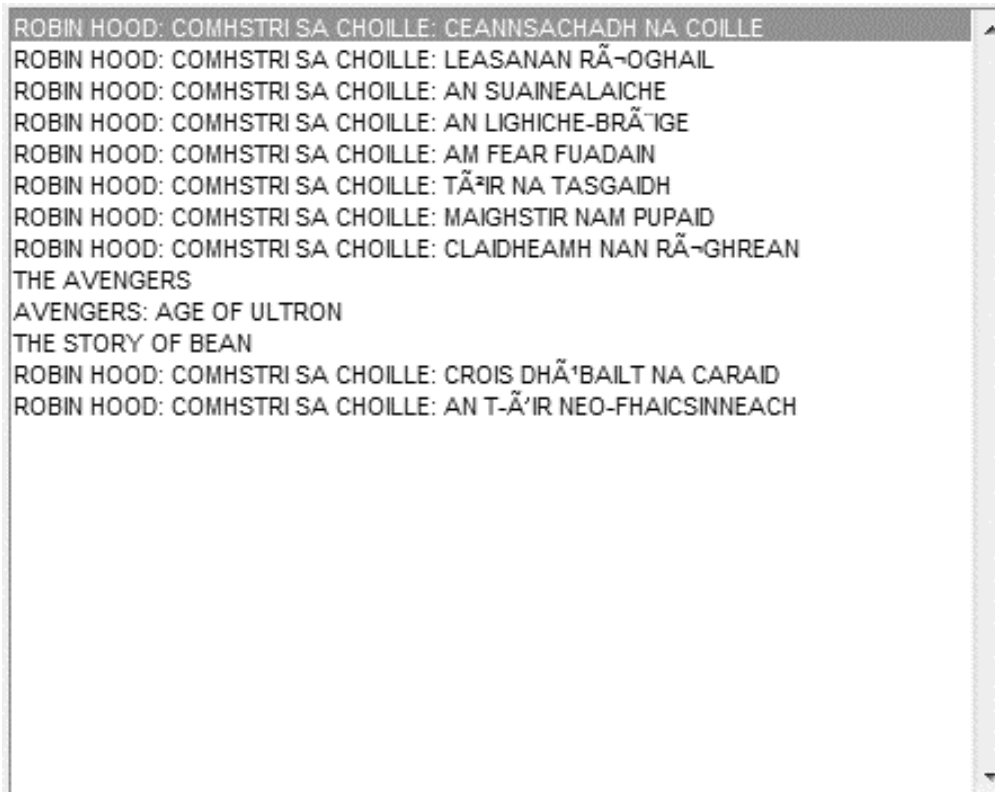 ROBIN HOOD: COMHSTRI SA CHOILLE: CEANNSACHADH NA COILLE
ROBIN HOOD: COMHSTRI SA CHOILLE: LEASANAN RÃ¬OGHAIL
ROBIN HOOD: COMHSTRI SA CHOILLE: AN SUAINEALAICHE
ROBIN HOOD: COMHSTRI SA CHOILLE: AN LIGHICHE-BRÃ¨IGE
ROBIN HOOD: COMHSTRI SA CHOILLE: AM FEAR FUADAIN
ROBIN HOOD: COMHSTRI SA CHOILLE: TÃ²IR NA TASGAIDH
ROBIN HOOD: COMHSTRI SA CHOILLE: MAIGHSTIR NAM PUPAID
ROBIN HOOD: COMHSTRI SA CHOILLE: CLAIDHEAMH NAN RÃ¬GHREAN
THE AVENGERS
AVENGERS: AGE OF ULTRON
THE STORY OF BEAN
ROBIN HOOD: COMHSTRI SA CHOILLE: CROIS DHÃ¹BAILT NA CARAID
ROBIN HOOD: COMHSTRI SA CHOILLE: AN T-Ã’IR NEO-FHAICSINNEACH